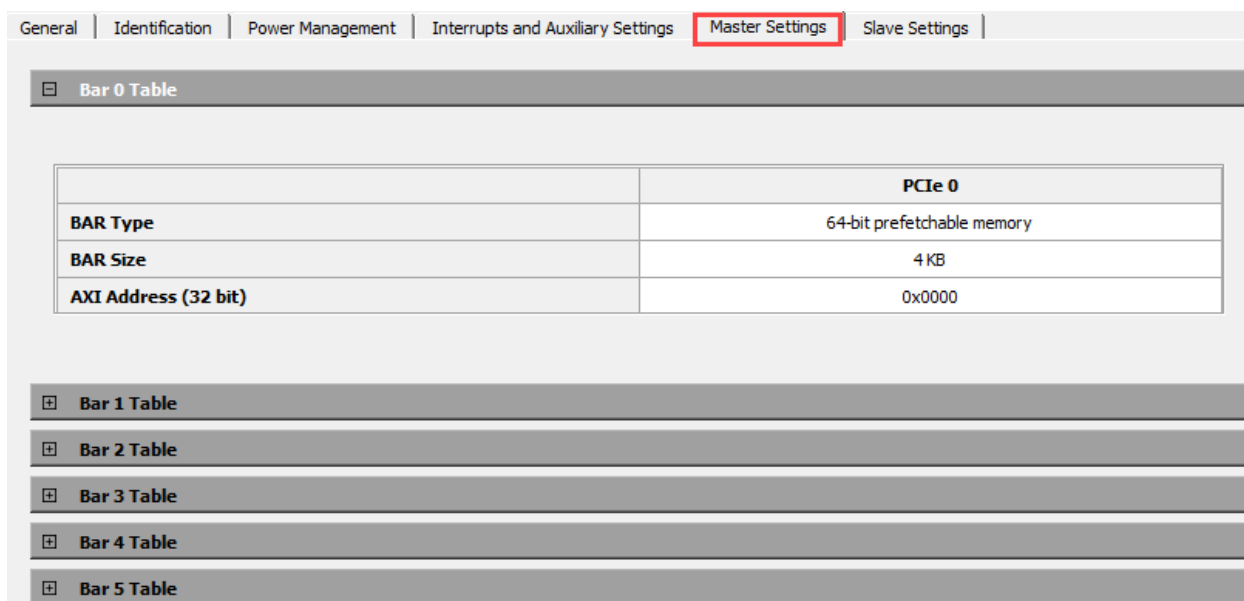 General Identification Power Management Interrupts and Auxiliary Settings Master Settings Slave Settings
Bar 0 Table
PCIe 0
BAR Type 64-bit prefetchable memory
BAR Size 4 KB
AXI Address (32 bit) 0x0000
Bar 1 Table
Bar 2 Table
Bar 3 Table
Bar 4 Table
Bar 5 Table